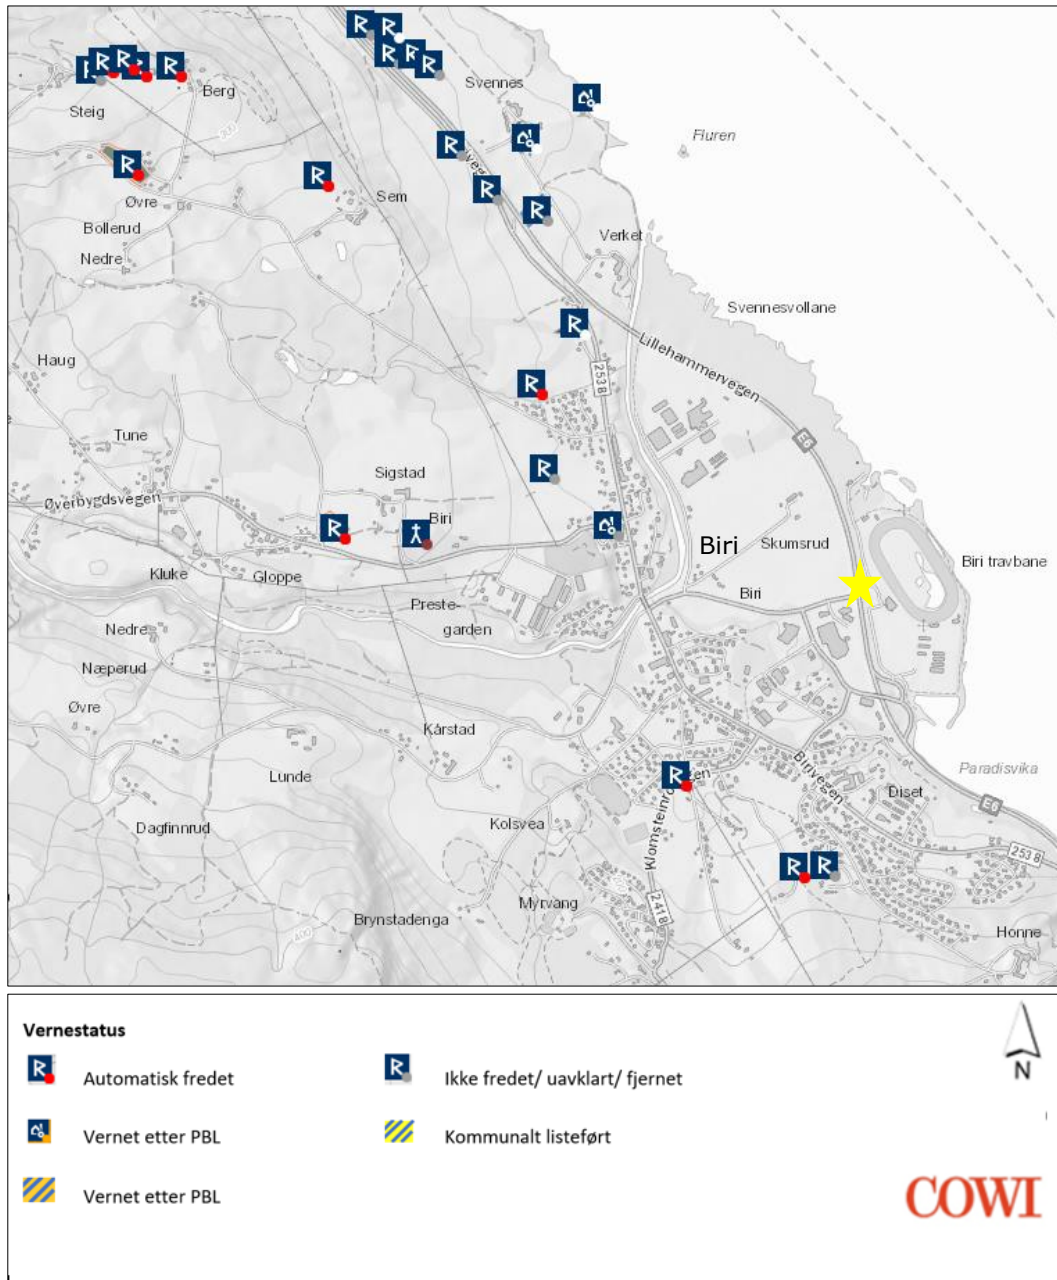 Svennes
Berg
Steig
Fluren
Sem
Øvre
Bollerud
Nedre
Verket
Svennesvollane
Lillehammervegen
Haug
2538
E6
Tune
Sigstad
Øverbygdsvegen
Biri
Biri
Skumsrud
Biri travbane
Kluke
Gloppe
Biri
Preste-
garden
Nedre
Næperud
Øvre
Kårstad
Lunde
Birivegen
Paradisvika
Diset
E6
Dagfinnrud
Kolsvea
2538
Myrvang
2418
Brynstadenga
Honne
Vernestatus
Automatisk fredet
Ikke fredet/ uavklart/ fjernet
Vernet etter PBL
Kommunalt listeført
Vernet etter PBL
N
COWI